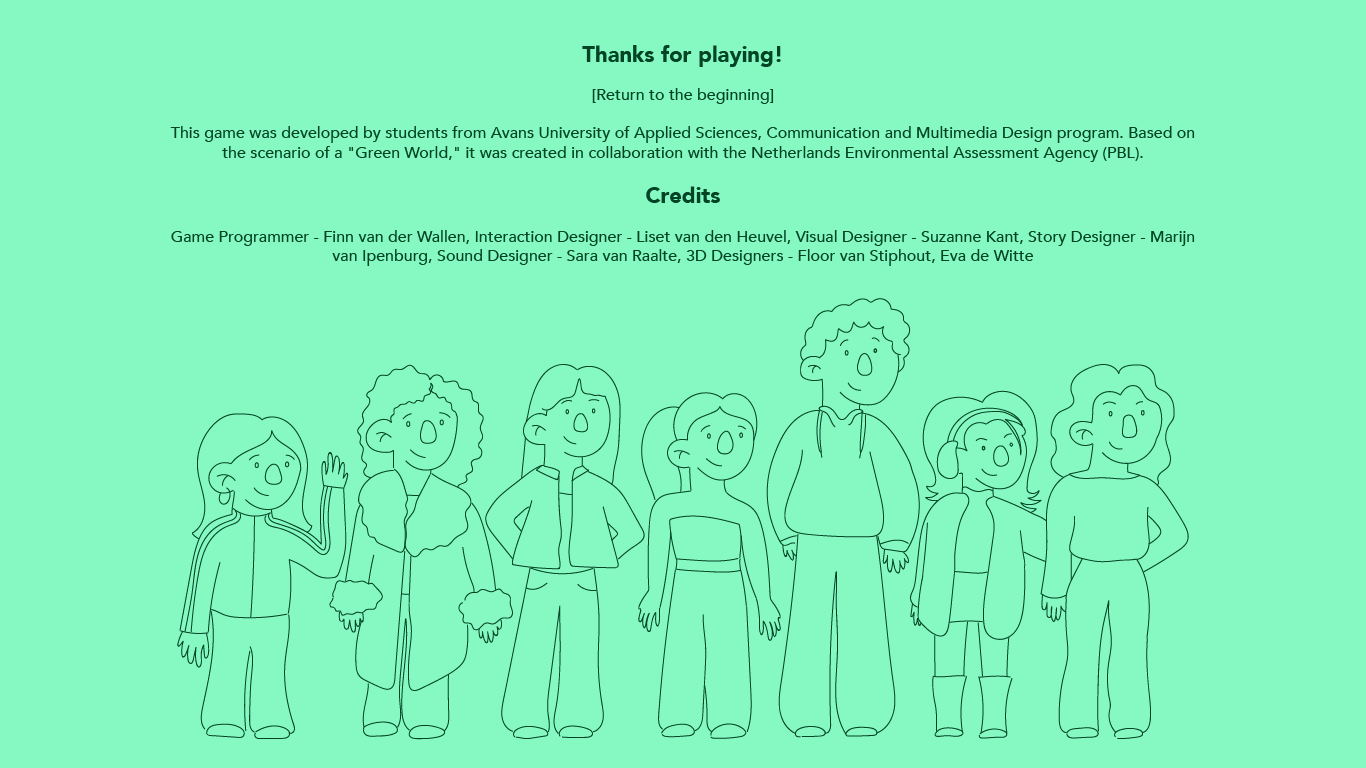 Thanks for playing!
[Return to the beginning]
This game was developed by students from Avans University of Applied Sciences, Communication and Multimedia Design program. Based on
the scenario of a "Green World," it was created in collaboration with the Netherlands Environmental Assessment Agency (PBL).
Credits
Game Programmer - Finn van der Wallen, Interaction Designer - Liset van den Heuvel, Visual Designer - Suzanne Kant, Story Designer - Marijn
van Ipenburg, Sound Designer - Sara van Raalte, 3D Designers - Floor van Stiphout, Eva de Witte